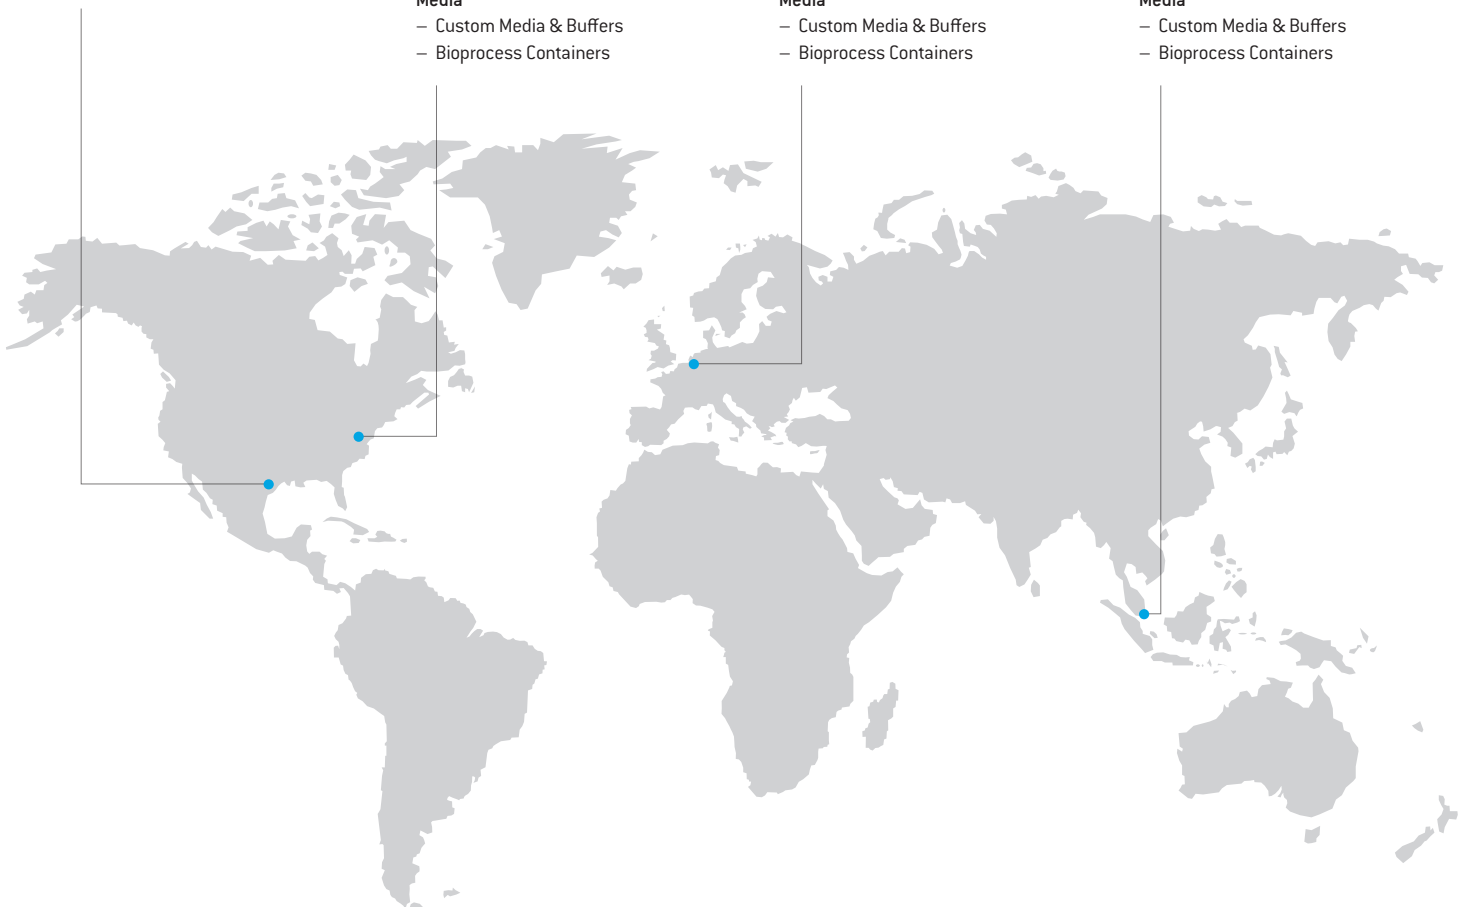 Media
– Custom Media & Buffers
– Bioprocess Containers
Media
– Custom Media & Buffers
– Bioprocess Containers
Media
– Custom Media & Buffers
– Bioprocess Containers